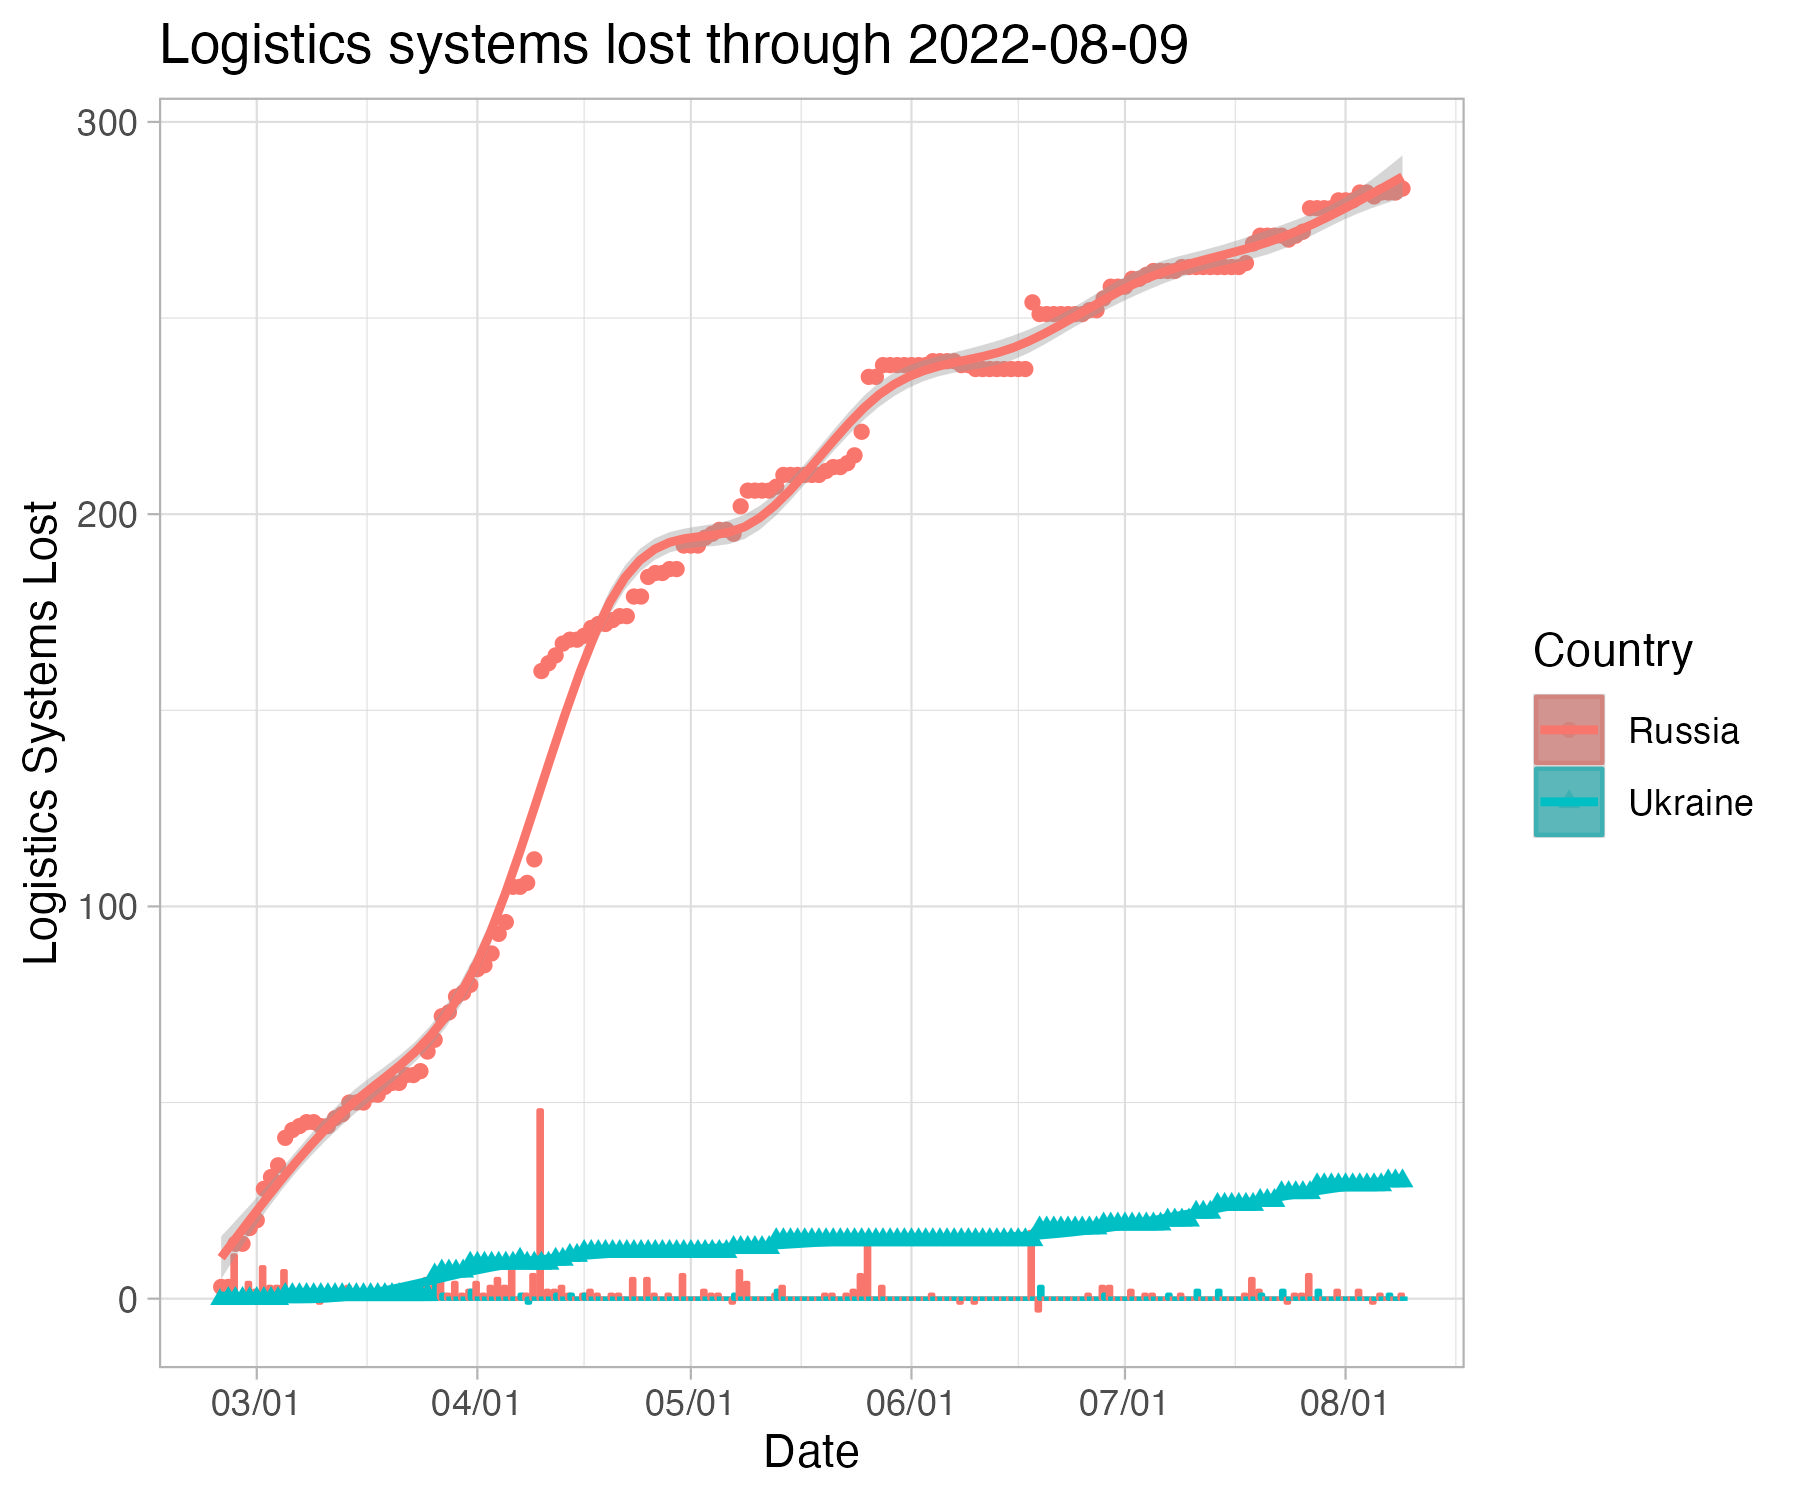 Logistics systems lost through 2022-08-09
Logistics Systems Lost
300
200
100
0
03/01
04/01
05/01
06/01
07/01
08/01
Date
Country
Russia
Ukraine